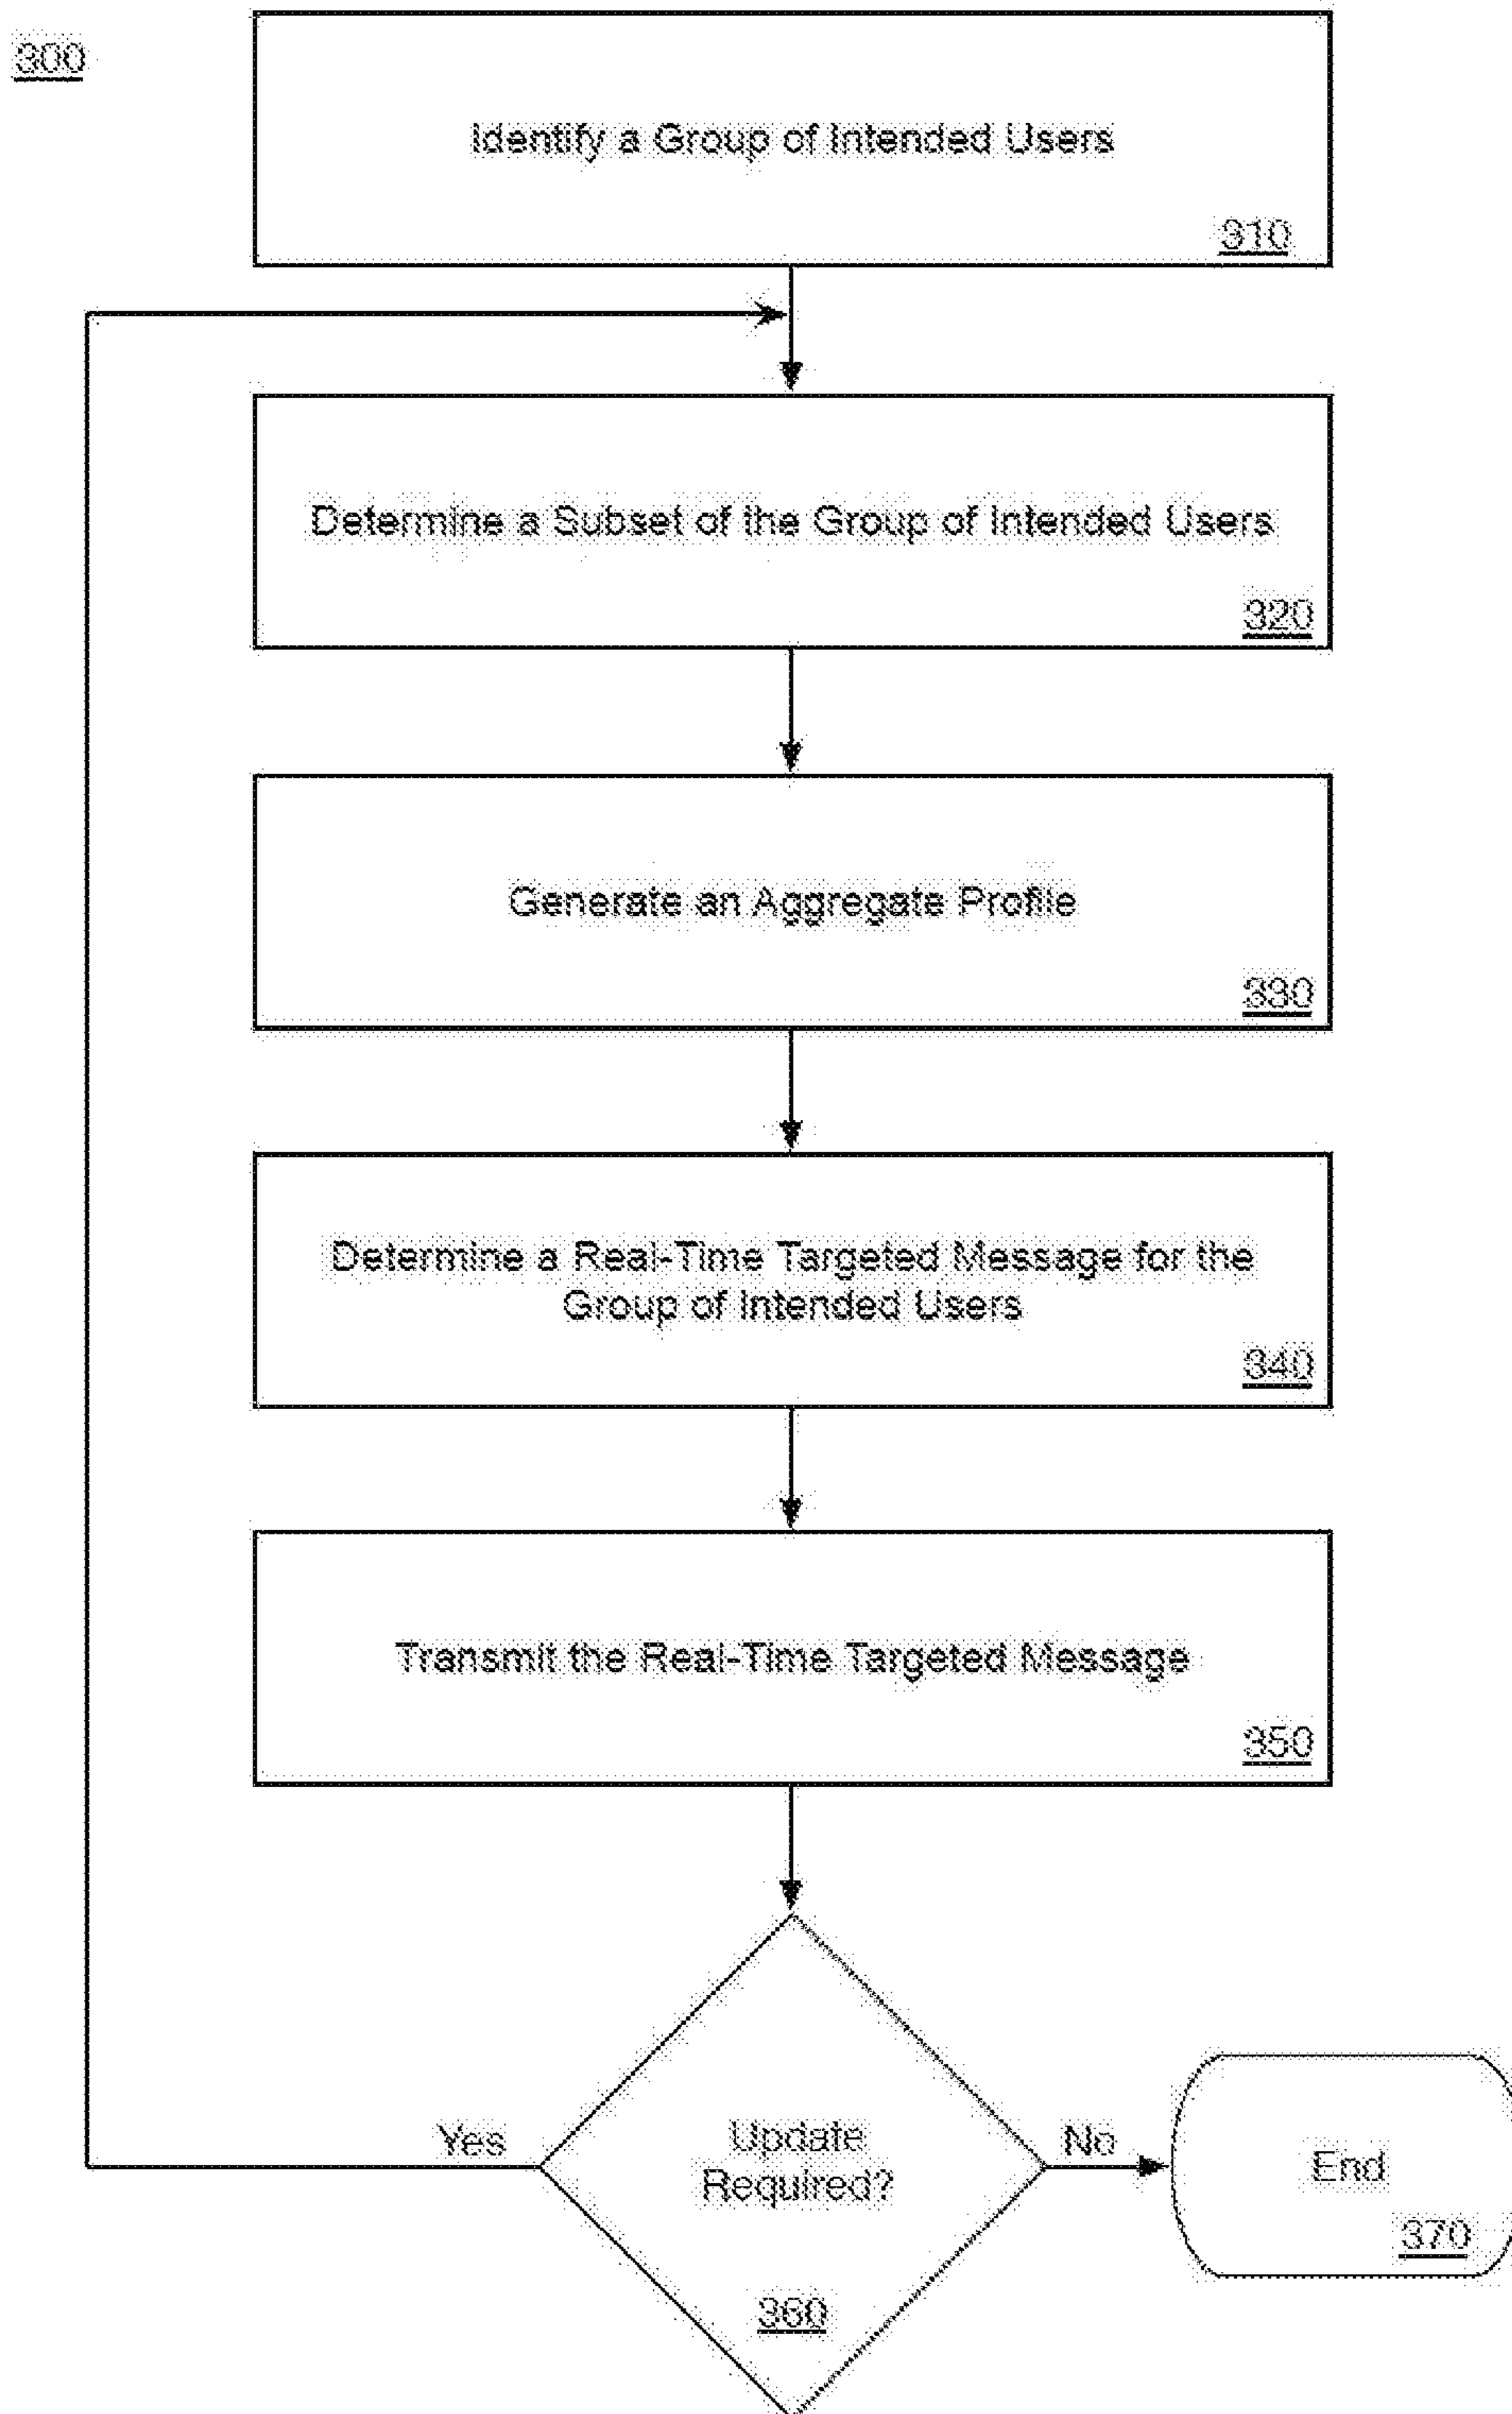 300
Identify a Group of Intended Users
310
Determine a Subset of the Group of Intended Users
320
Generate an Aggregate Profile
330
Determine a Real-Time Targeted Message for the
Group of Intended Users
340
Transmit the Real-Time Targeted Message
350
Yes
Update
Required?
360
No
End
370